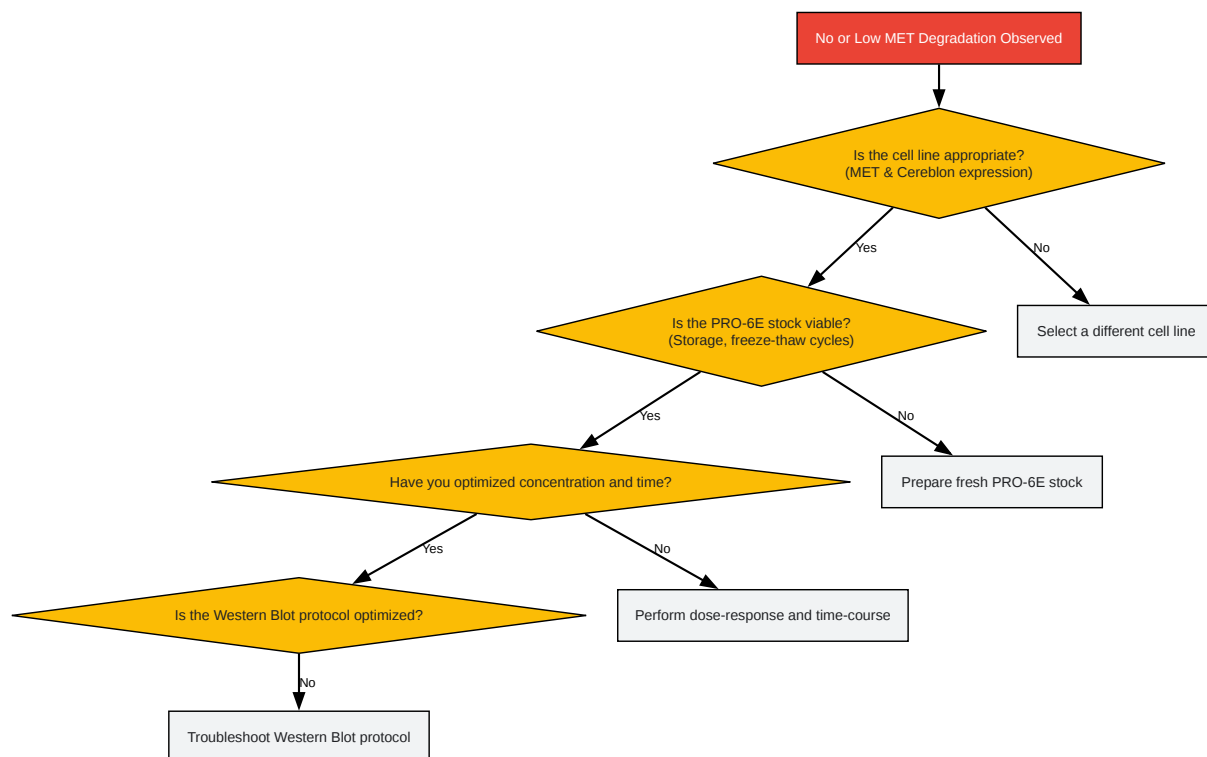 No or Low MET Degradation Observed
Is the cell line appropriate?
(MET & Cereblon expression)
Yes
No
Is the PRO-6E stock viable?
(Storage, freeze-thaw cycles)
Select a different cell line
Yes
No
Have you optimized concentration and time?
Prepare fresh PRO-6E stock
Yes
No
Is the Western Blot protocol optimized?
Perform dose-response and time-course
No
Troubleshoot Western Blot protocol